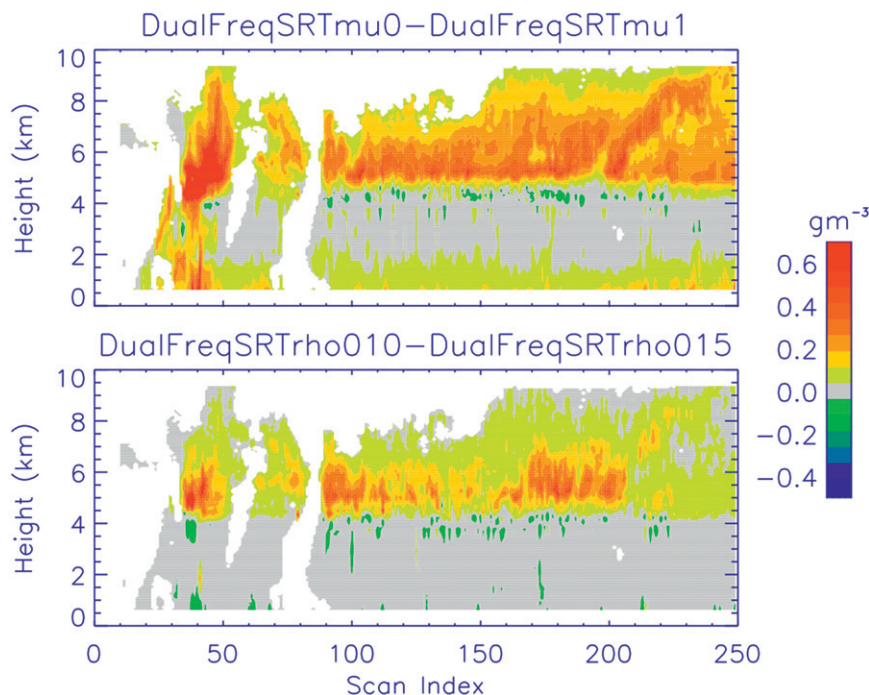 DualFreqSRTmu0−DualFreqSRTmu1
10
8
6
4
2
0
Height (km)
gm⁻³
0.6
0.4
0.2
0.0
−0.2
−0.4
DualFreqSRTrho010−DualFreqSRTrho015
10
8
6
4
2
0
Height (km)
0 50 100 150 200 250
Scan Index